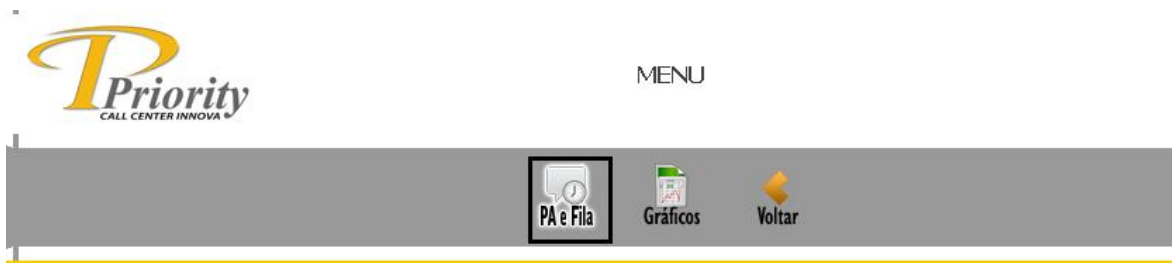 Priority
CALL CENTER INNOVA
MENU
PA e Fila
Gráficos
Voltar